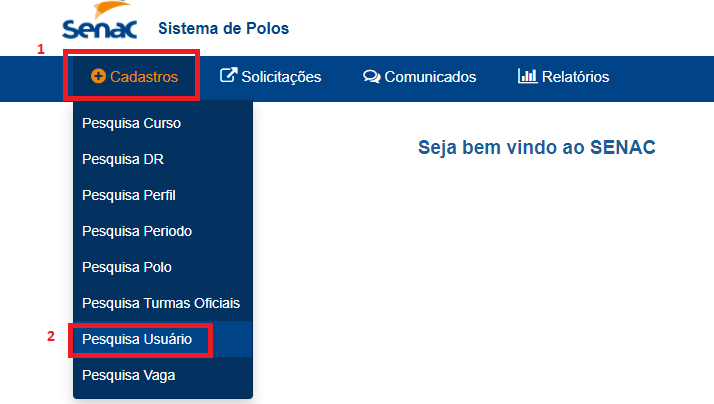 Senac
Sistema de Polos
1
Cadastros Solicitações Comunicados Relatórios
Pesquisa Curso
Seja bem vindo ao SENAC
Pesquisa DR
Pesquisa Perfil
Pesquisa Periodo
Pesquisa Polo
Pesquisa Turmas Oficiais
2
Pesquisa Usuário
Pesquisa Vaga